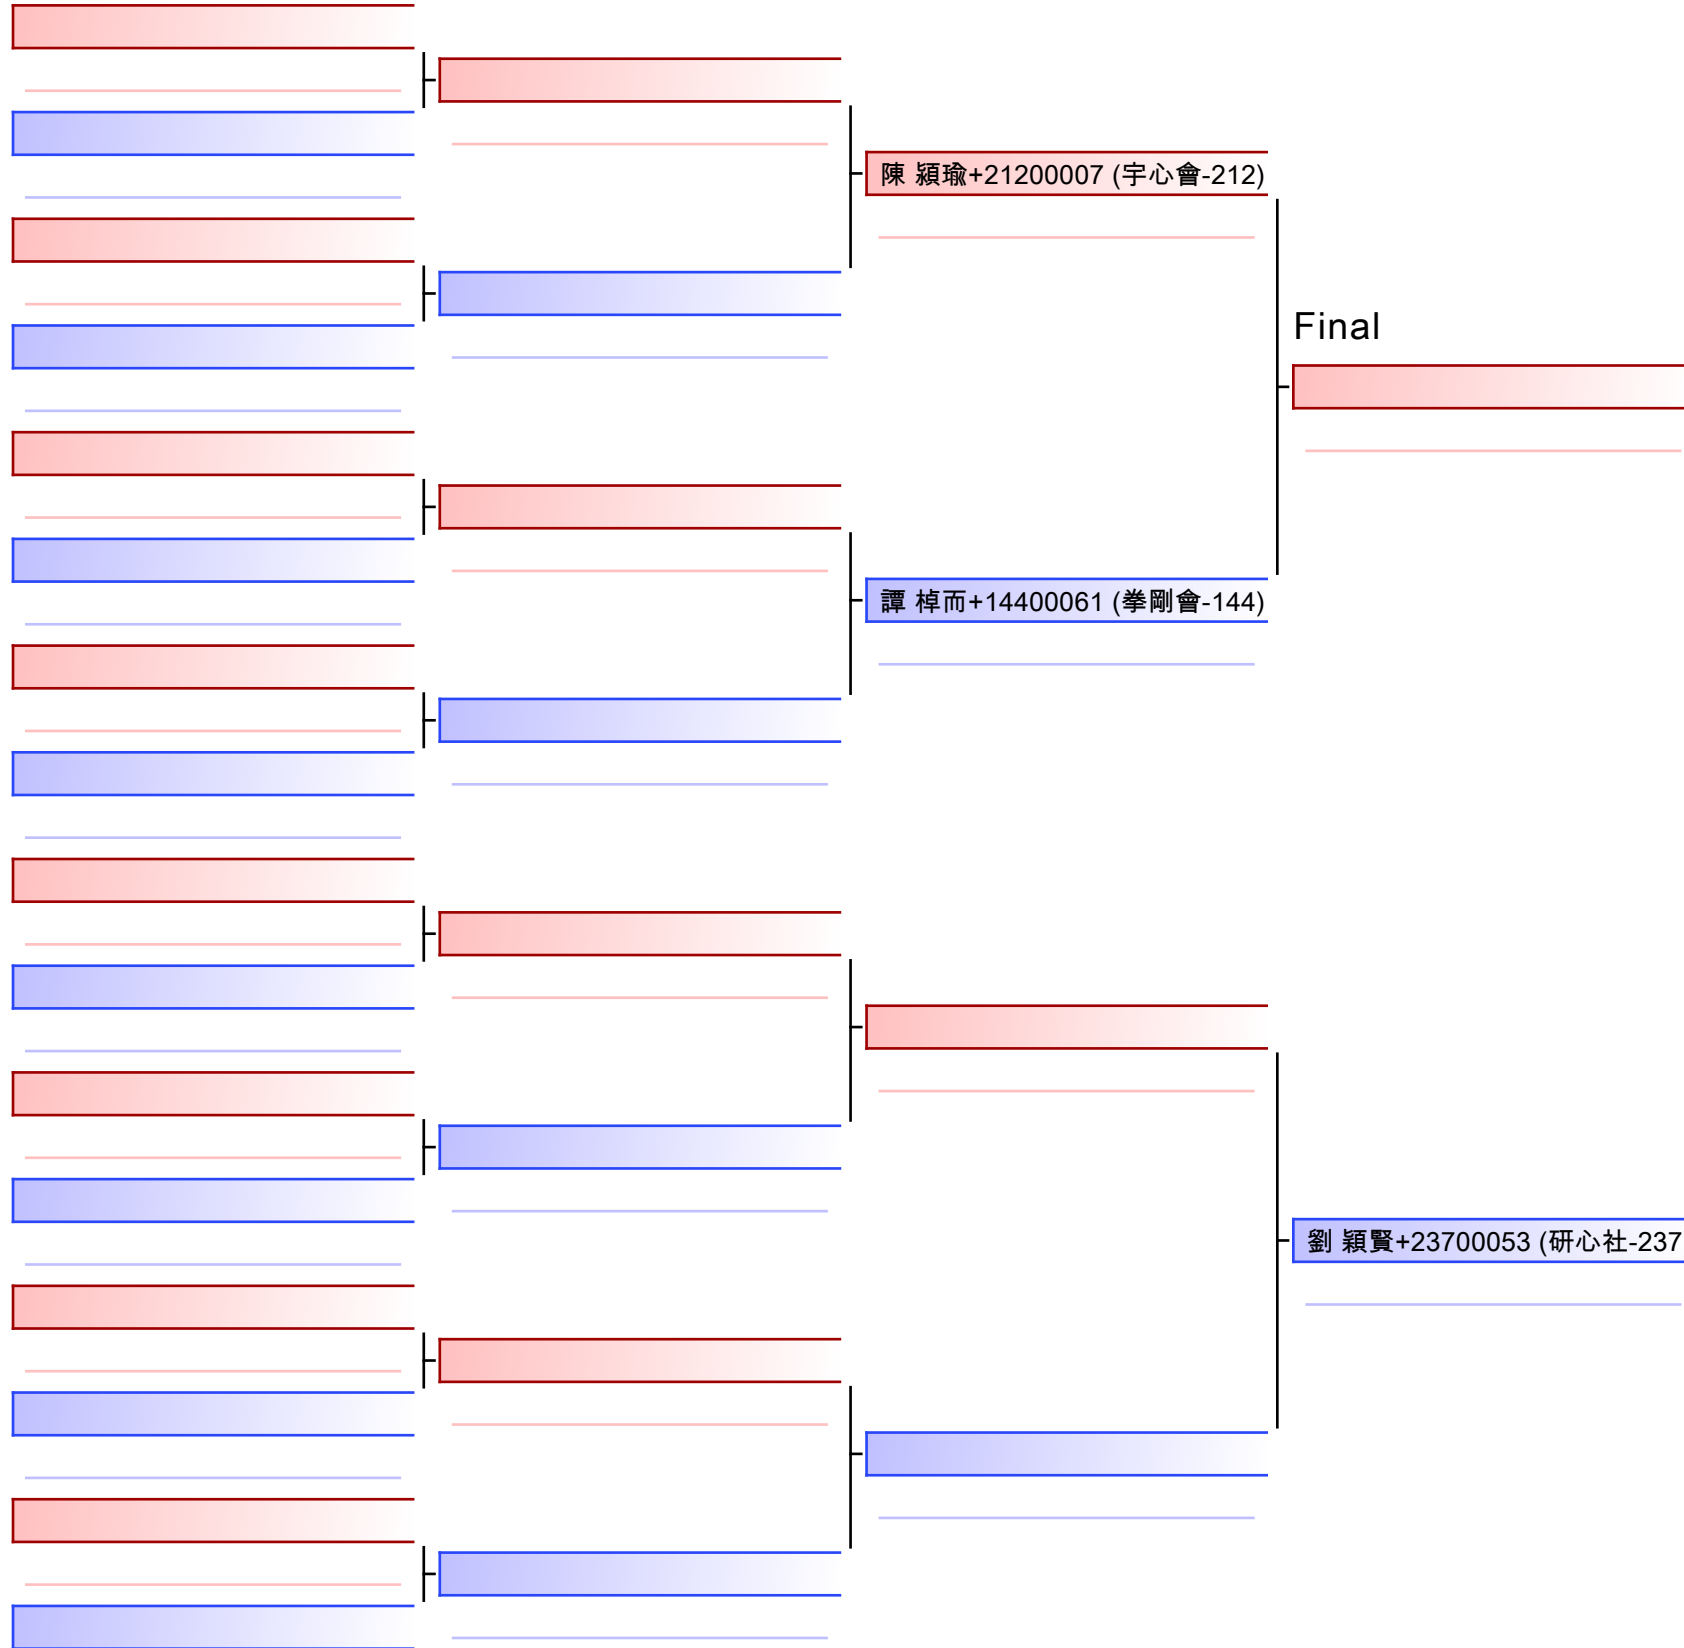 陳 潁瑜+21200007 (宇心會-212)
Final
譚 棹而+14400061 (拳剛會-144)
劉 穎賢+23700053 (研心社-237